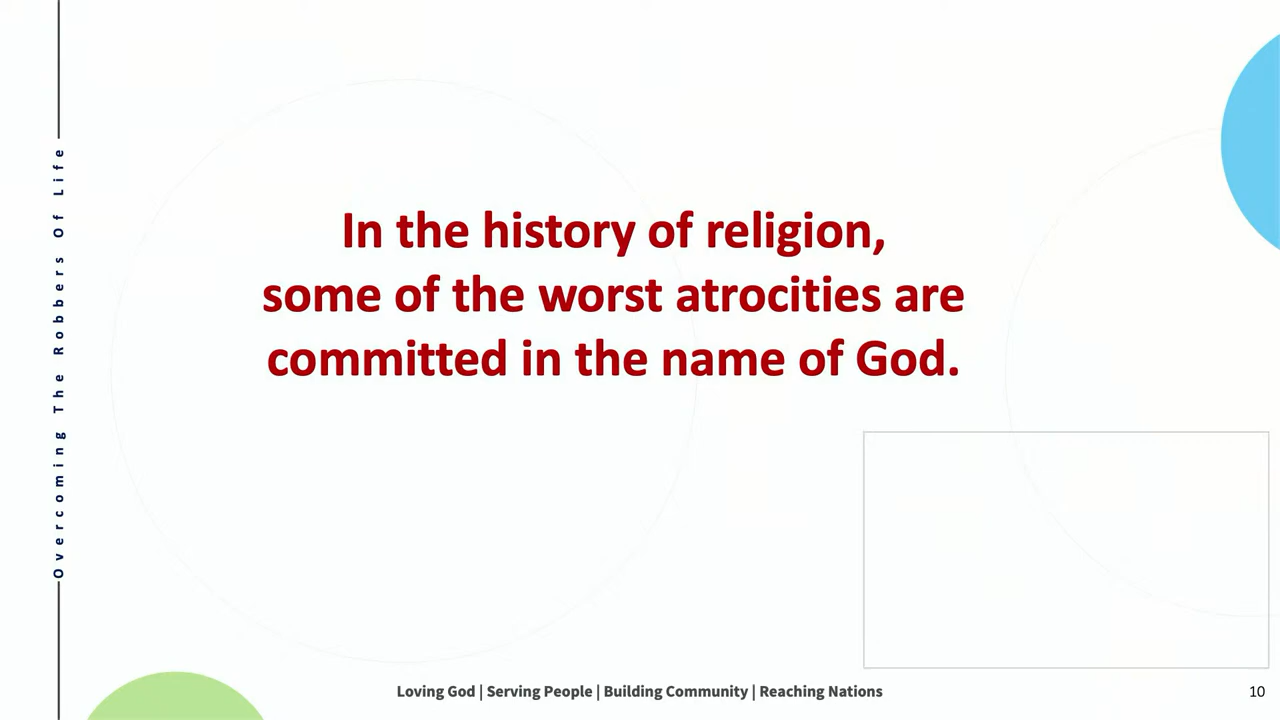 Overcoming The Robbers Of Life
In the history of religion,
some of the worst atrocities are
committed in the name of God.
Loving God | Serving People | Building Community | Reaching Nations
10